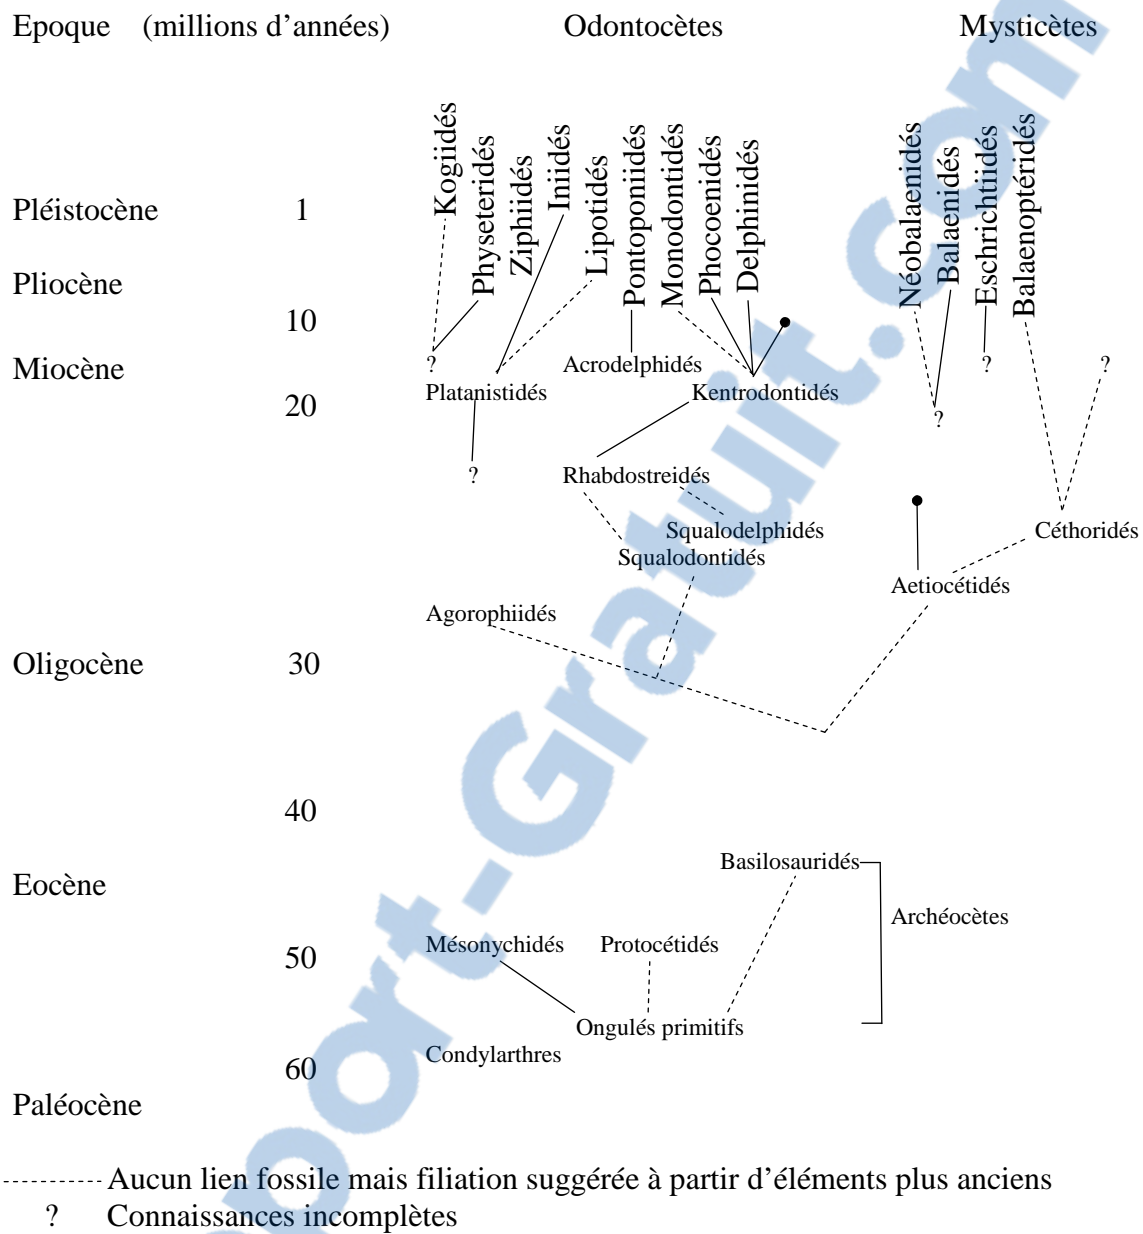 Epoque (millions d’années) Odontocètes Mysticètes
Kogiidés
Physeteridés
Ziphiidés
Iniidés
Lipotidés
Pontoponiidés
Monodontidés
Phocoenidés
Delphinidés
Néobalaenidés
Balaenidés
Eschrichtiidés
Balaenoptéridés
Pléistocène 1
Pliocène
10
Miocène ? Acrodelphidés ? ?
Platanistidés Kentrodontidés
20
?
? Rhabdostreidés
Squalodelphidés Céthoridés
Squalodontidés
Aetiocétidés
Agorophiidés
Oligocène 30
40
Basilosauridés
Eocène
Archéocètes
Mésonychidés Protocétidés
50
Ongulés primitifs
Condylarthres
60
Paléocène
---------- Aucun lien fossile mais filiation suggérée à partir d’éléments plus anciens
? Connaissances incomplètes
port-Gratuit.com